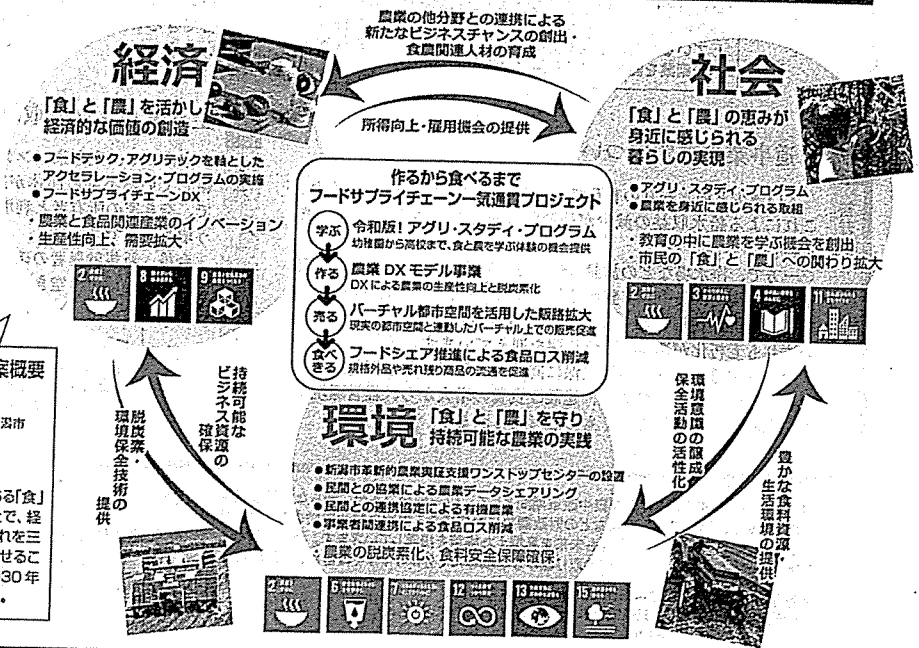 農業の他分野との連携による
新たなビジネスチャンスの創出・
食農関連人材の育成
所得向上・雇用機会の提供
経済
「食」と「農」を活かした
経済的な価値の創造
●フードテック・アグリテックを軸とした
アクセラレーション・プログラムの実施
●フードサプライチェーンDX
・農業と食品関連産業のイノベーション
・生産性向上、需要拡大
2
8
9
社会
「食」と「農」の恵みが
身近に感じられる
暮らしの実現
●アグリ・スタディ・プログラム
●農業を身近に感じられる取組
・教育の中に農業を学ぶ機会を創出
・市民の「食」と「農」への関わり拡大
2
3
4
11
作るから食べるまで
フードサプライチェーン一気通貫プロジェクト
学ぶ 令和版！アグリ・スタディ・プログラム
幼稚園から高校まで、食と農を学ぶ体験の機会提供
作る 農業DXモデル事業
DXによる農業の生産性向上と脱炭素化
売る バーチャル都市空間を活用した販路拡大
現実の都市空間と連動したバーチャル上での販売促進
食べきる フードシェア推進による食品ロス削減
規格外品や売れ残り商品の流通を促進
環境
「食」と「農」を守り
持続可能な農業の実践
●新潟市革新的農業実証支援ワンストップセンターの設置
●民間との協業による農業データシェアリング
●民間との連携協定による有機農業
●事業者間連携による食品ロス削減
・農業の脱炭素化、食料安全保障確保
2
6
7
12
13
15
持続可能な
ビジネス資源の
確保
脱炭素・
環境保全技術の
提供
環境意識の醸成
保全活動の活性化
豊かな食料資源・
生活環境の提供
案概要
潟市
る「食」
で、経
れを三
せるこ
30年